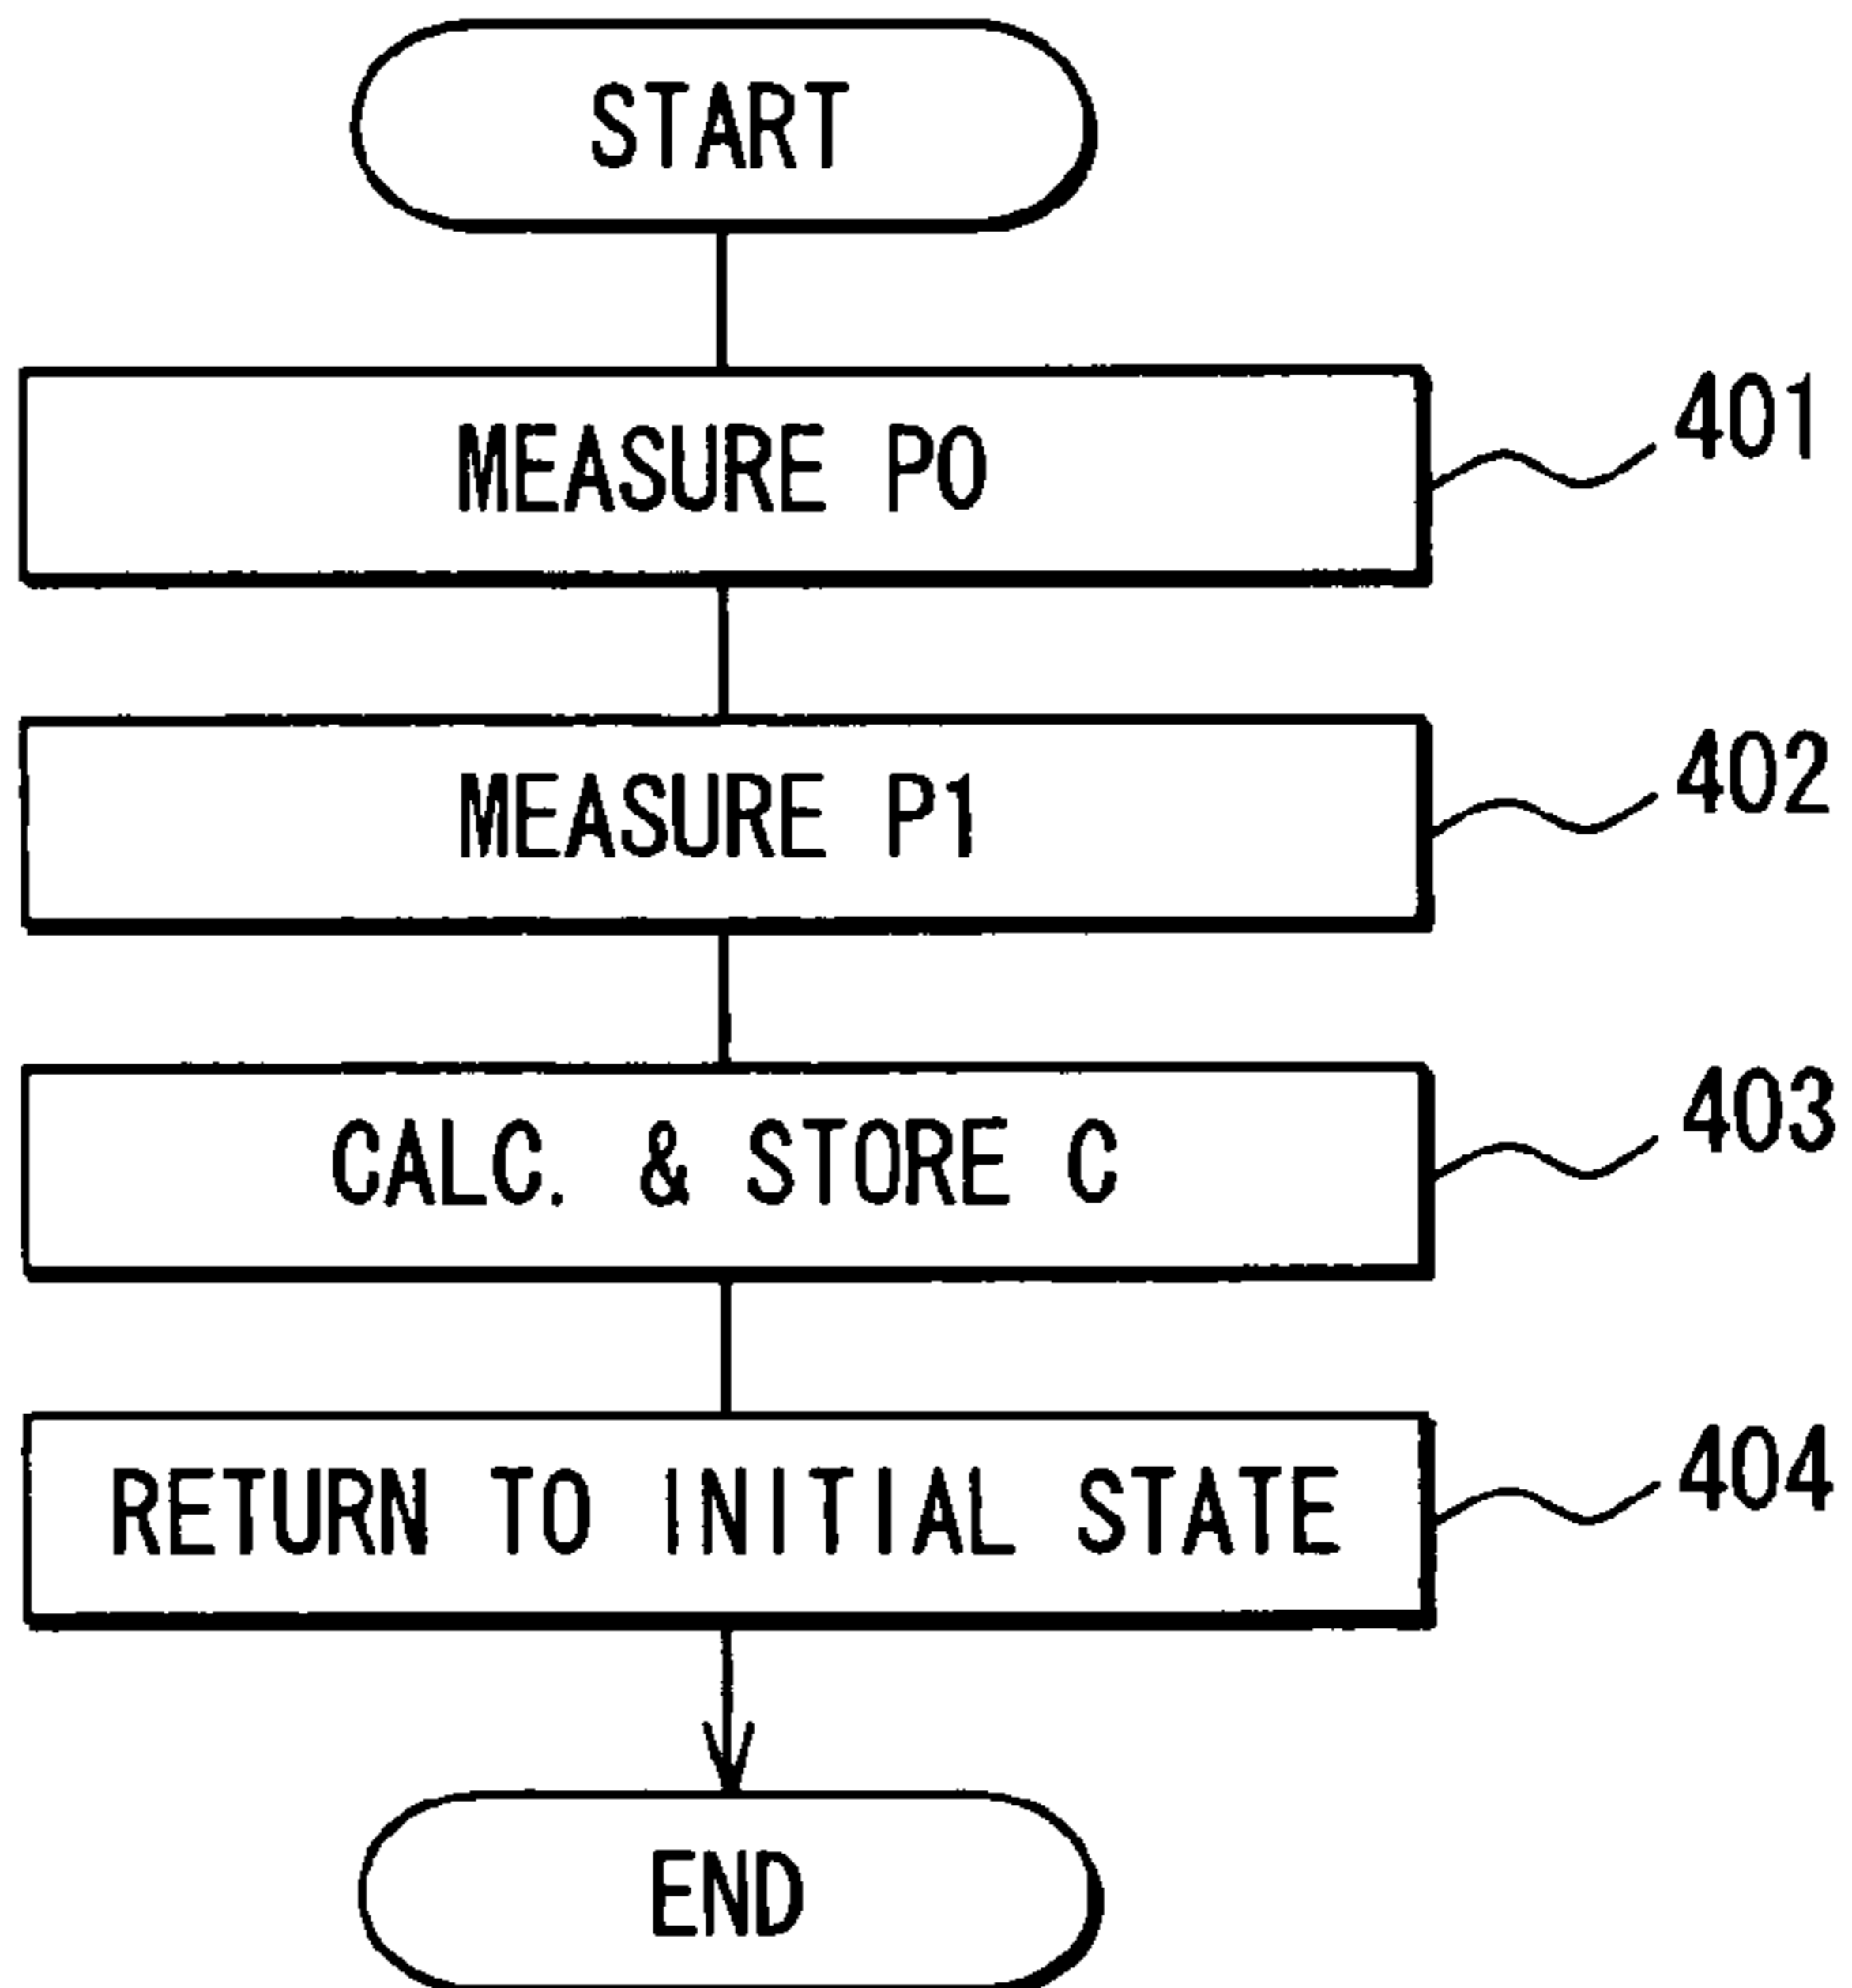 START
MEASURE P0
401
MEASURE P1
402
CALC. & STORE C
403
RETURN TO INITIAL STATE
404
END